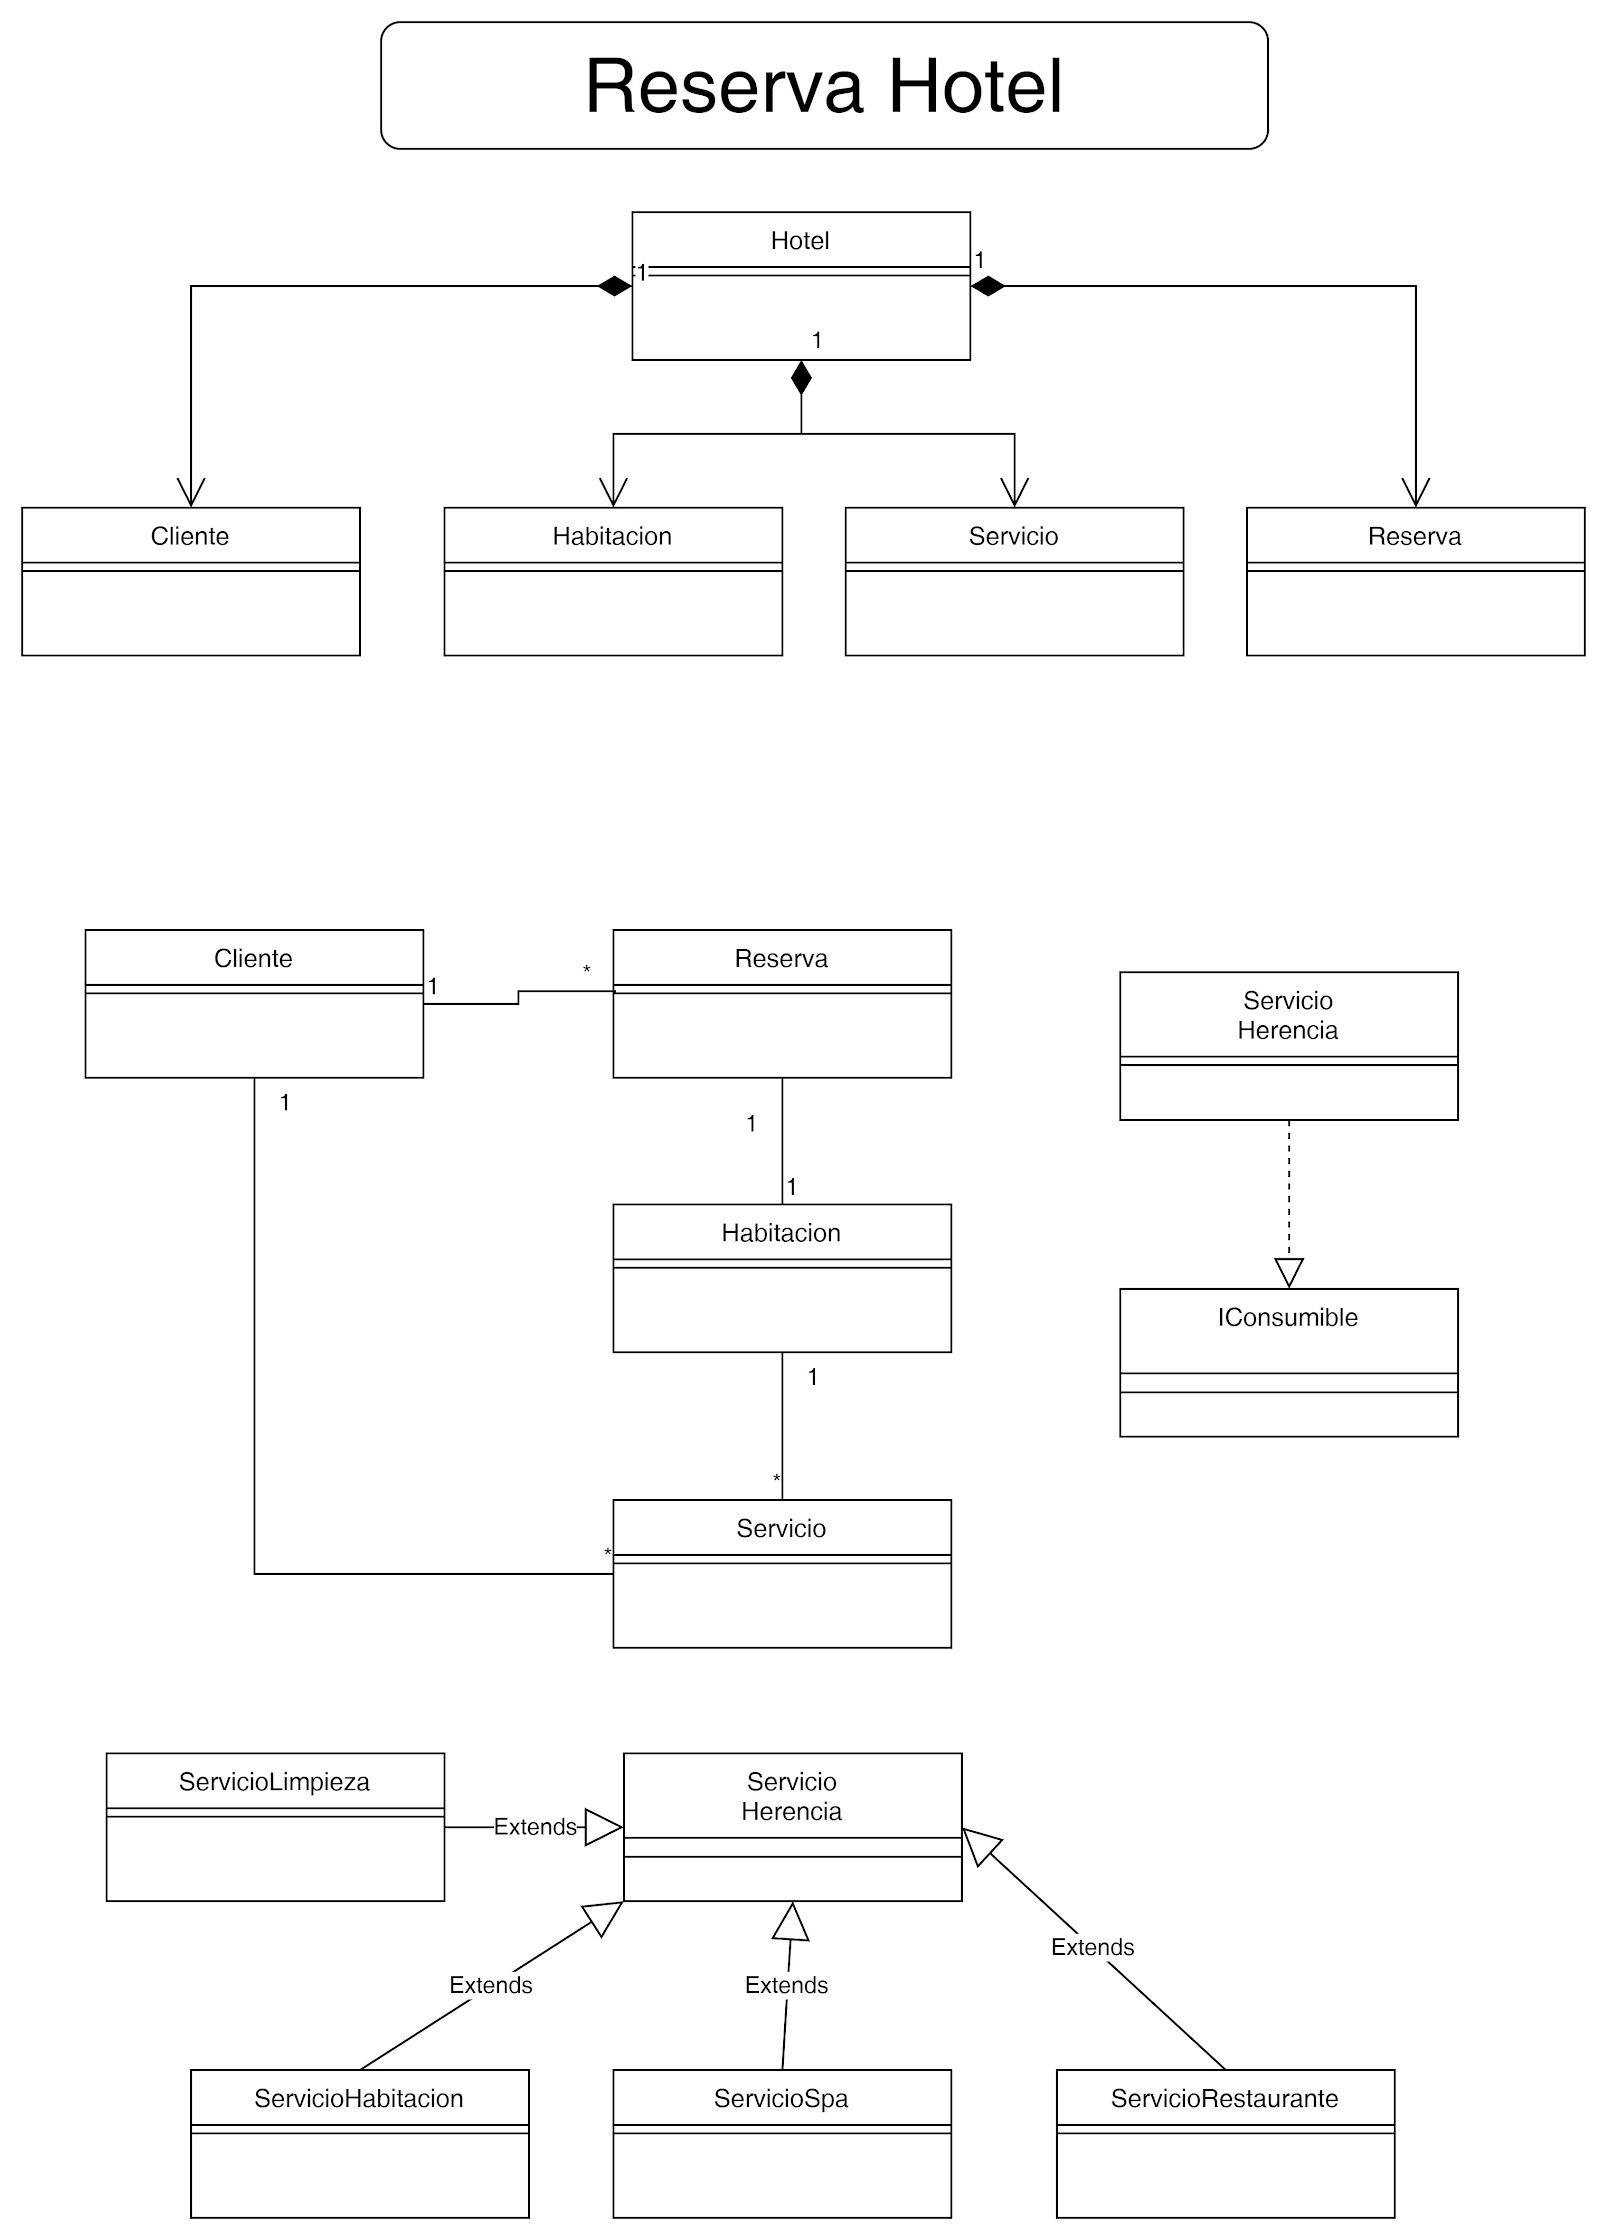 Reserva Hotel
Hotel
1
1
1
Cliente
Habitacion
Servicio
Reserva
Cliente
Reserva
1
*
Servicio
Herencia
1
1
1
Habitacion
IConsumible
1
*
Servicio
*
ServicioLimpieza
Servicio
Herencia
Extends
Extends
Extends
Extends
ServicioHabitacion
ServicioSpa
ServicioRestaurante